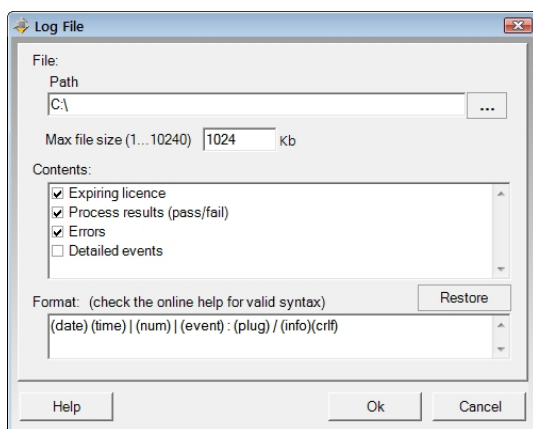 Log File
File:
Path
C:\
...
Max file size (1...10240) 1024 Kb
Contents:
Expiring licence
Process results (pass/fail)
Errors
Detailed events
Format: (check the online help for valid syntax) Restore
(date) (time) | (num) | (event) : (plug) / (info)(crlf)
Help Ok Cancel